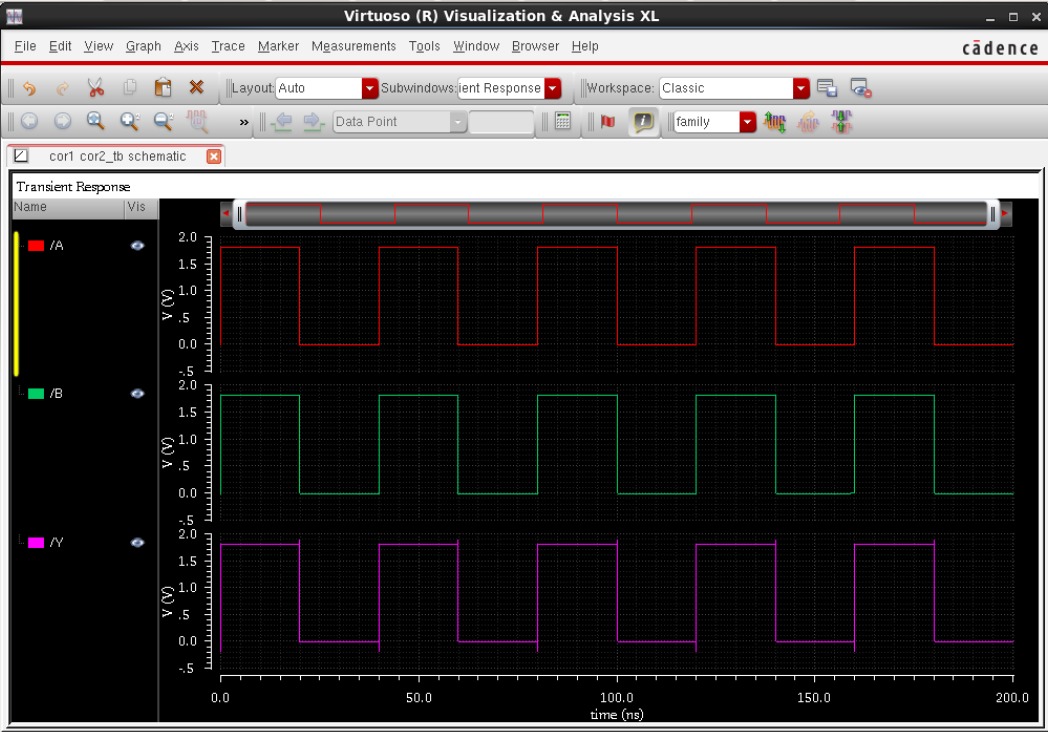 Virtuoso (R) Visualization & Analysis XL
File Edit View Graph Axis Trace Marker Measurements Tools Window Browser Help cādence
Layout: Auto Subwindows: ient Response Workspace: Classic
» Data Point family
cor1 cor2_tb schematic
Transient Response
Name Vis
/A
2.0
1.5
1.0
.5
0.0
-.5
V (V)
/B
2.0
1.5
1.0
.5
0.0
-.5
V (V)
/Y
2.0
1.5
1.0
.5
0.0
-.5
V (V)
0.0 50.0 100.0 150.0 200.0
time (ns)